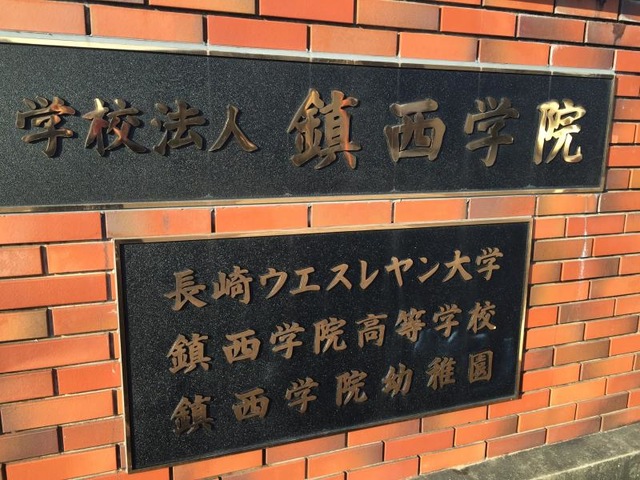 学校法人 鎮西学院
長崎ウエスレヤン大学
鎮西学院高等学校
鎮西学院幼稚園